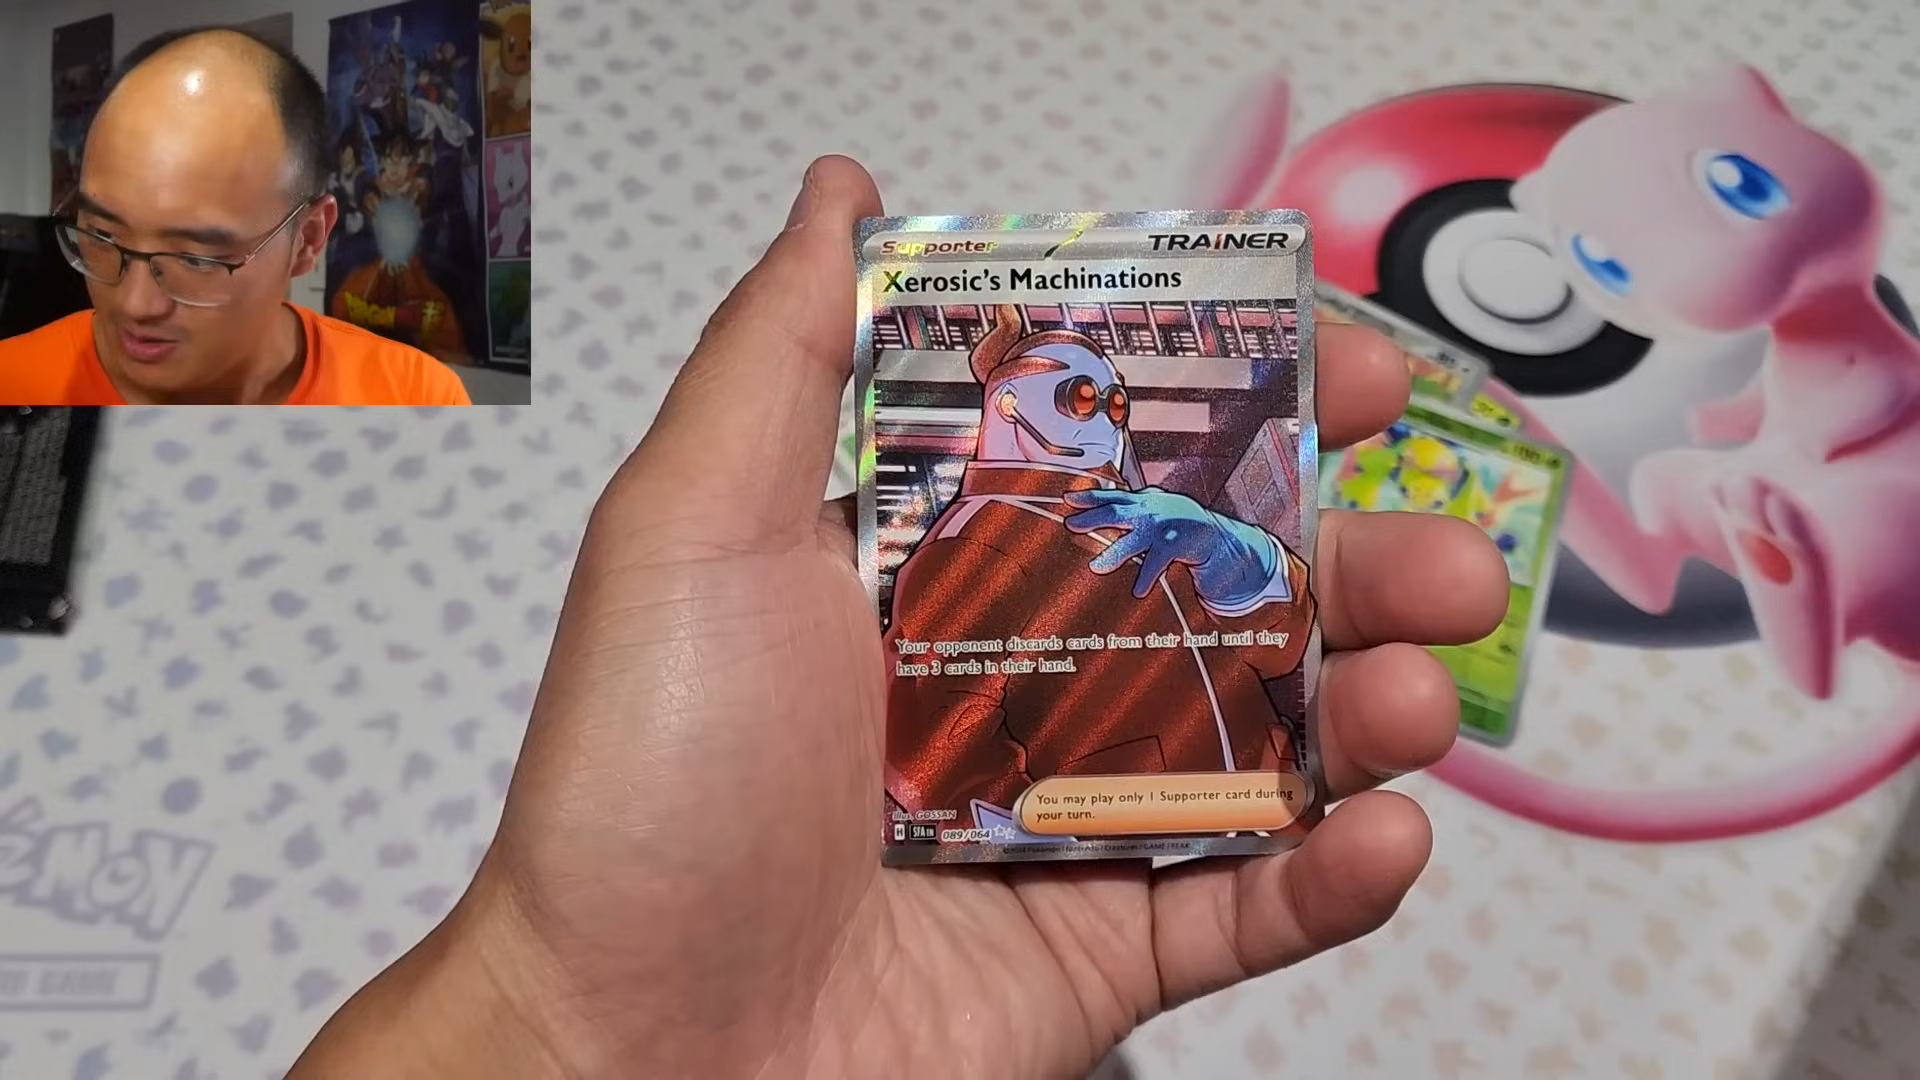 Supporter
TRAINER
Xerosic's Machinations
Your opponent discards cards from their hand until they
have 3 cards in their hand.
You may play only 1 Supporter card during
your turn.
Illus. GOSSAN
H SFA EN 089/064